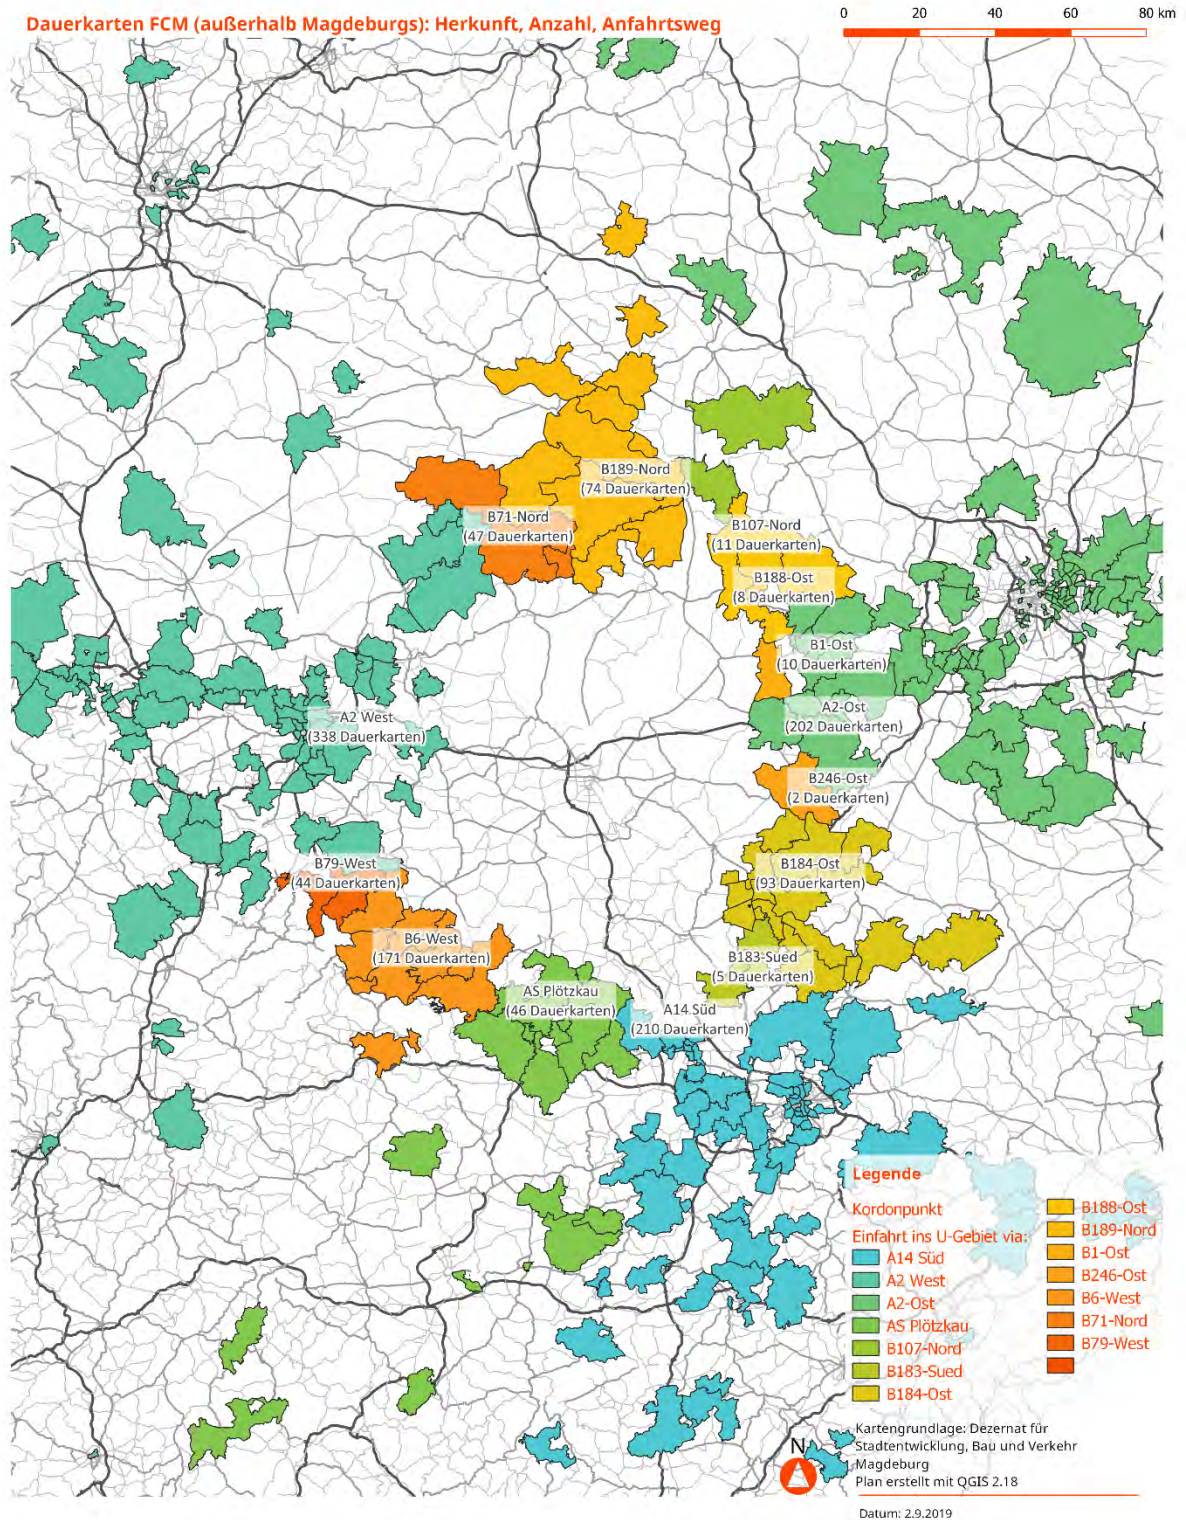 Dauerkarten FCM (außerhalb Magdeburgs): Herkunft, Anzahl, Anfahrtsweg
0 20 40 60 80 km
B189-Nord
(74 Dauerkarten)
B71-Nord
(47 Dauerkarten)
B107-Nord
(11 Dauerkarten)
B188-Ost
(8 Dauerkarten)
B1-Ost
(10 Dauerkarten)
A2-Ost
(202 Dauerkarten)
A2 West
(338 Dauerkarten)
B246-Ost
(2 Dauerkarten)
B79-West
(44 Dauerkarten)
B184-Ost
(93 Dauerkarten)
B6-West
(171 Dauerkarten)
B183-Sued
(5 Dauerkarten)
AS Plötzkau
(46 Dauerkarten)
A14 Süd
(210 Dauerkarten)
Legende
Kordonpunkt
Einfahrt ins U-Gebiet via:
A14 Süd
A2 West
A2-Ost
AS Plötzkau
B107-Nord
B183-Sued
B184-Ost
B188-Ost
B189-Nord
B1-Ost
B246-Ost
B6-West
B71-Nord
B79-West
N
Kartengrundlage: Dezernat für
Stadtentwicklung, Bau und Verkehr
Magdeburg
Plan erstellt mit QGIS 2.18
Datum: 2.9.2019